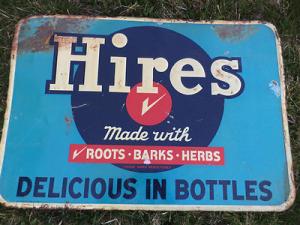 Hires
Made with
ROOTS · BARKS · HERBS
DELICIOUS IN BOTTLES